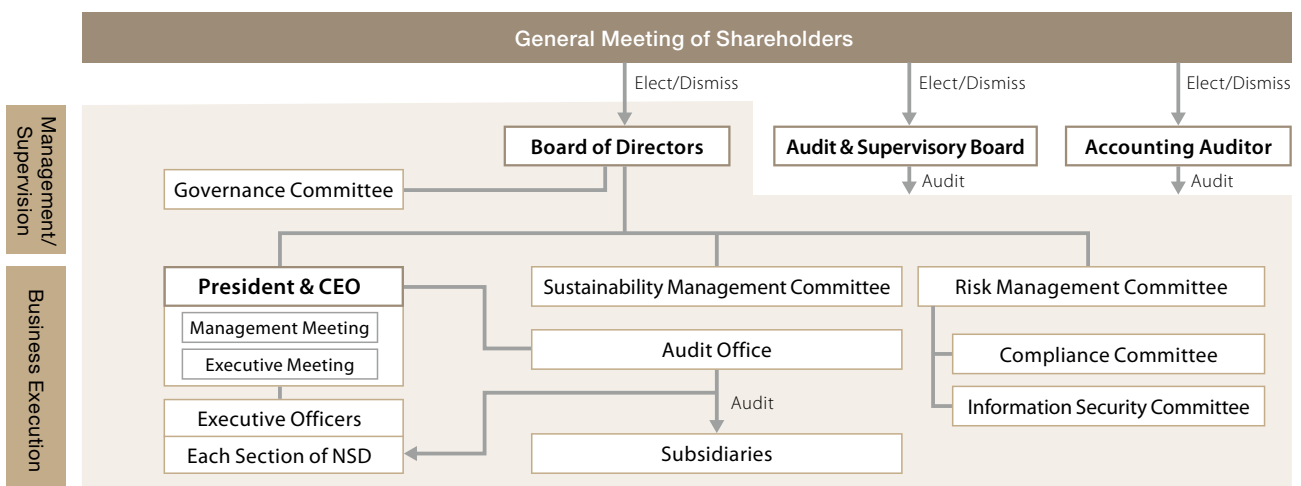 General Meeting of Shareholders
Elect/Dismiss
Elect/Dismiss
Elect/Dismiss
Management/
Supervision
Board of Directors
Audit & Supervisory Board
Accounting Auditor
Audit
Audit
Governance Committee
Business Execution
President & CEO
Sustainability Management Committee
Risk Management Committee
Management Meeting
Executive Meeting
Audit Office
Compliance Committee
Information Security Committee
Audit
Executive Officers
Each Section of NSD
Subsidiaries